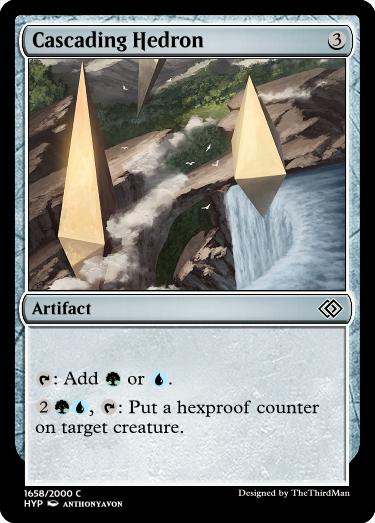 Cascading Hedron 3
Artifact
: Add or .
2 , : Put a hexproof counter
on target creature.
1658/2000 C
HYP ANTHONYAVON
Designed by TheThirdMan